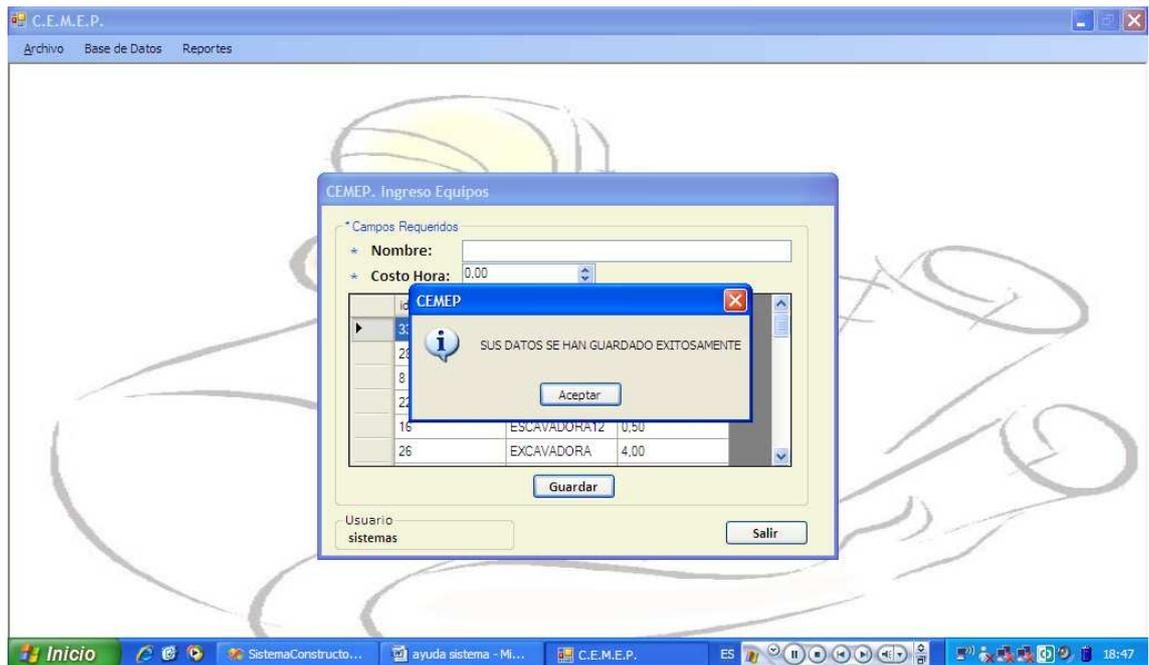 C.E.M.E.P.
Archivo Base de Datos Reportes
CEMEP. Ingreso Equipos
* Campos Requeridos
* Nombre:
* Costo Hora: 0,00
CEMEP
SUS DATOS SE HAN GUARDADO EXITOSAMENTE
Aceptar
8
16 ESCAVADORA12 0,50
26 EXCAVADORA 4,00
Guardar
Usuario
sistemas
Salir
Inicio SistemaConstructo... ayuda sistema - Mi... C.E.M.E.P. ES 18:47